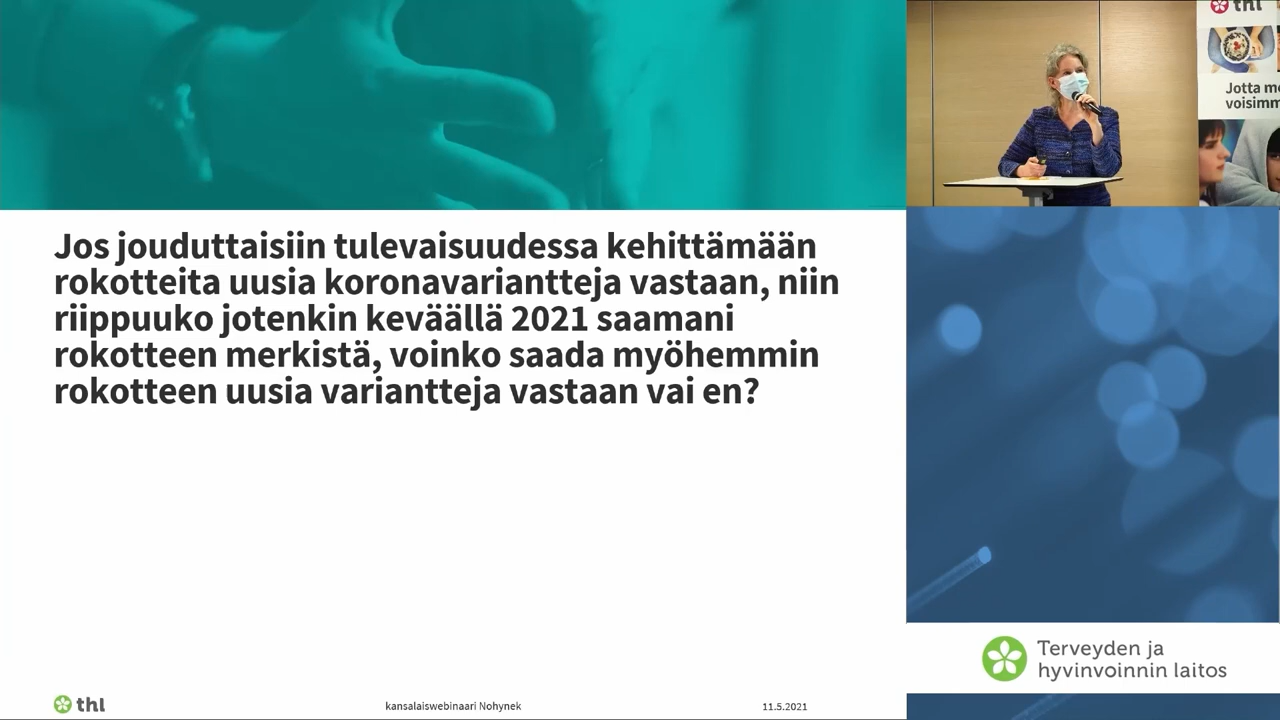 Jos jouduttaisiin tulevaisuudessa kehittämään
rokotteita uusia koronavariantteja vastaan, niin
riippuuko jotenkin keväällä 2021 saamani
rokotteen merkistä, voinko saada myöhemmin
rokotteen uusia variantteja vastaan vai en?
thl
kansalaiswebinaari Nohynek
11.5.2021
thl
Jotta
voisimm
Terveyden ja
hyvinvoinnin laitos